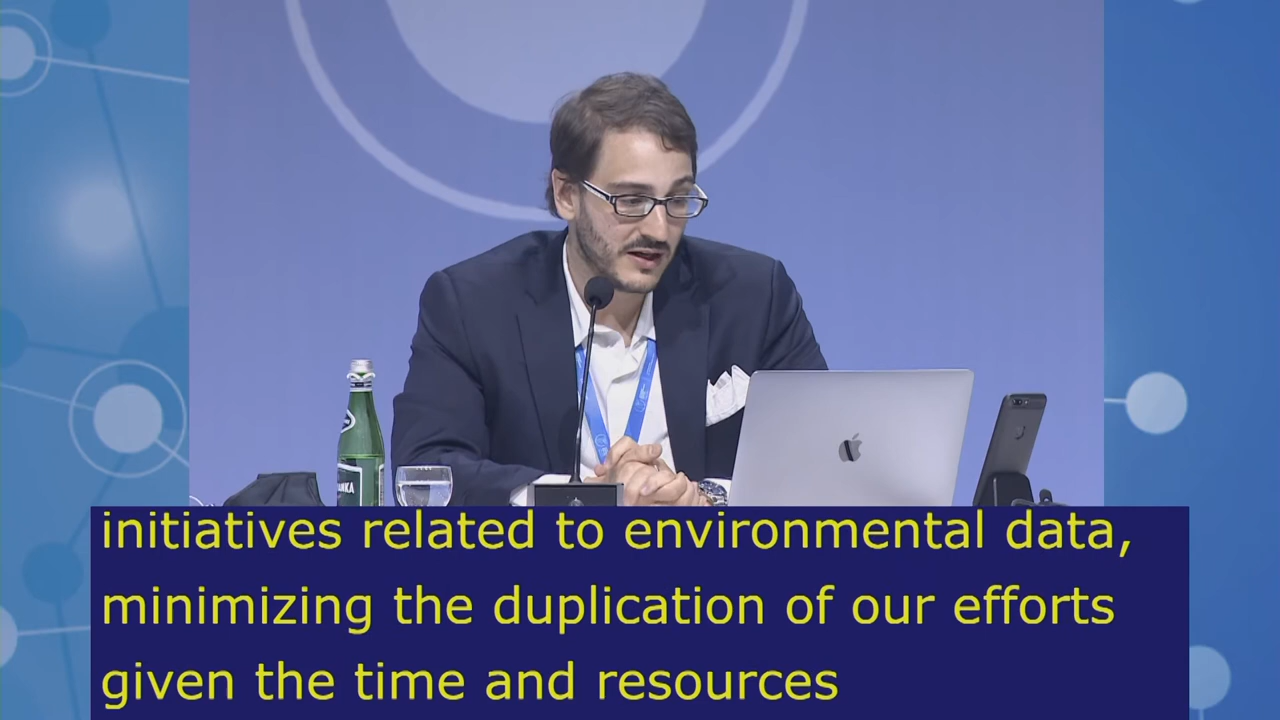 initiatives related to environmental data,
minimizing the duplication of our efforts
given the time and resources